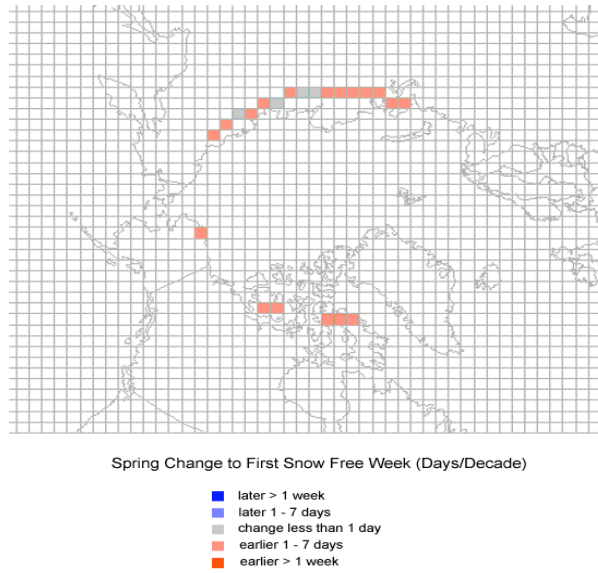 Spring Change to First Snow Free Week (Days/Decade)
later > 1 week
later 1 - 7 days
change less than 1 day
earlier 1 - 7 days
earlier > 1 week